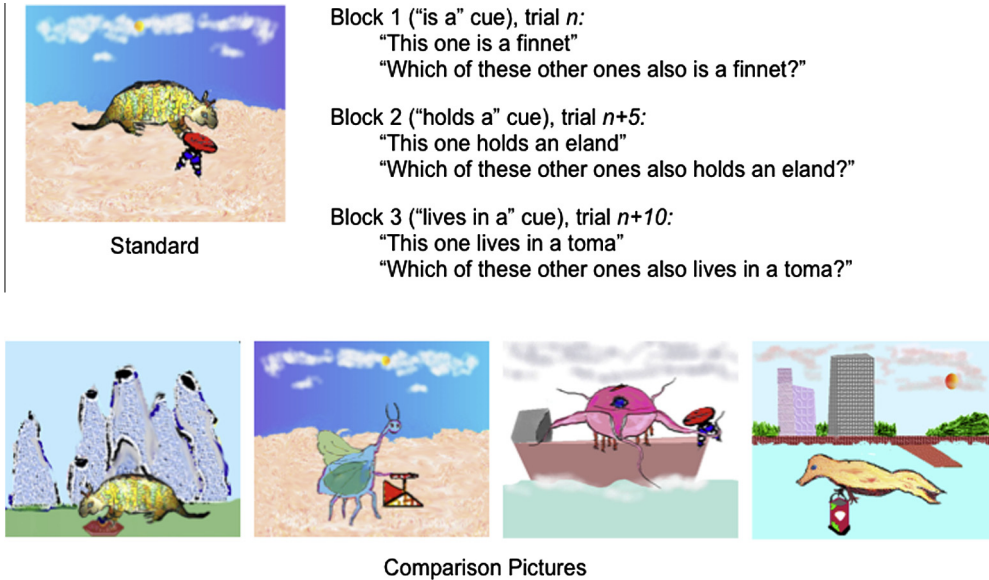 Block 1 (“is a” cue), trial n:
“This one is a finnet”
“Which of these other ones also is a finnet?”
Block 2 (“holds a” cue), trial n+5:
“This one holds an eland”
“Which of these other ones also holds an eland?”
Block 3 (“lives in a” cue), trial n+10:
“This one lives in a toma”
“Which of these other ones also lives in a toma?”
Standard
Comparison Pictures